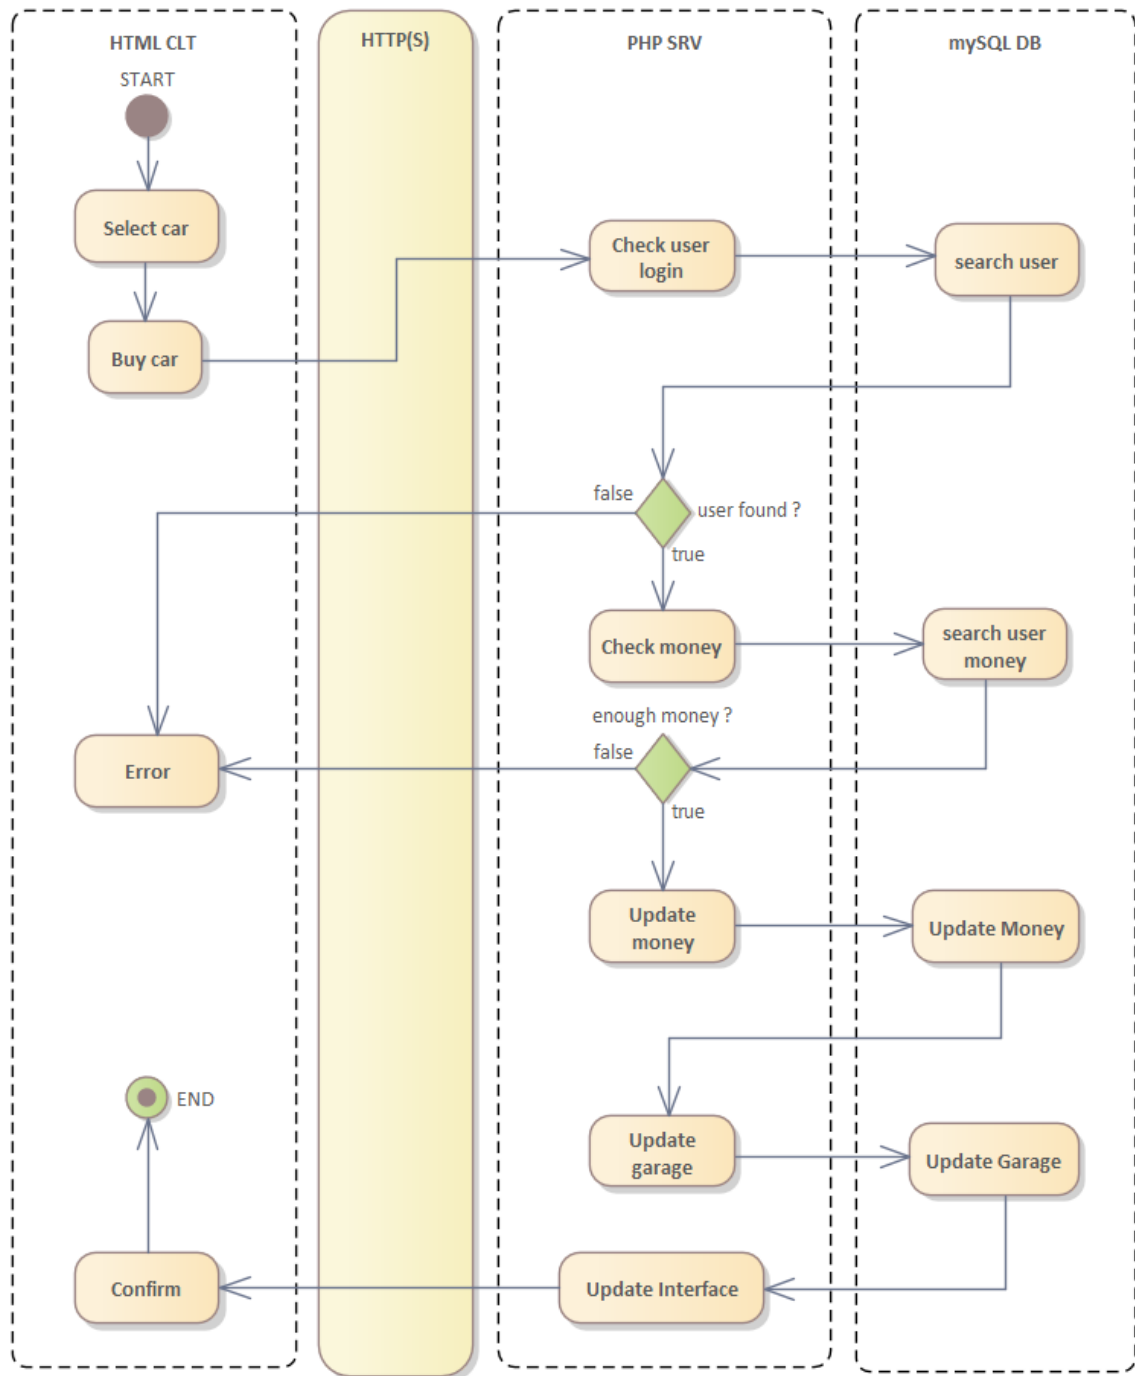 HTML CLT
HTTP(S)
PHP SRV
mySQL DB
START
Select car
Check user
login
search user
Buy car
false
user found ?
true
Check money
search user
money
enough money ?
false
Error
true
Update
money
Update Money
END
Update
garage
Update Garage
Confirm
Update Interface